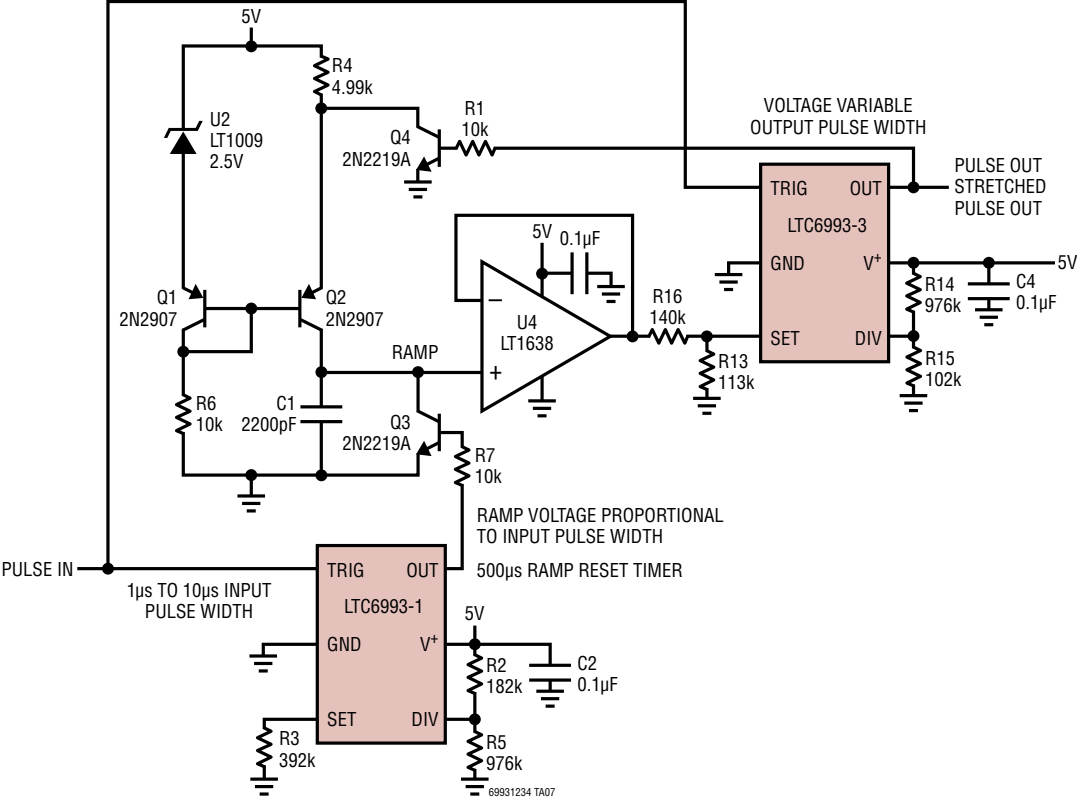 5V
R4
4.99k
U2
LT1009
2.5V
Q4
2N2219A
R1
10k
VOLTAGE VARIABLE
OUTPUT PULSE WIDTH
PULSE OUT
STRETCHED
PULSE OUT
TRIG
OUT
LTC6993-3
GND
V+
SET
DIV
5V
R14
976k
C4
0.1µF
R15
102k
Q1
2N2907
Q2
2N2907
5V
0.1µF
–
+
U4
LT1638
R16
140k
R13
113k
RAMP
R6
10k
C1
2200pF
Q3
2N2219A
R7
10k
RAMP VOLTAGE PROPORTIONAL
TO INPUT PULSE WIDTH
500µs RAMP RESET TIMER
PULSE IN
1µs TO 10µs INPUT
PULSE WIDTH
TRIG
OUT
LTC6993-1
GND
V+
SET
DIV
5V
R2
182k
C2
0.1µF
R3
392k
R5
976k
69931234 TA07